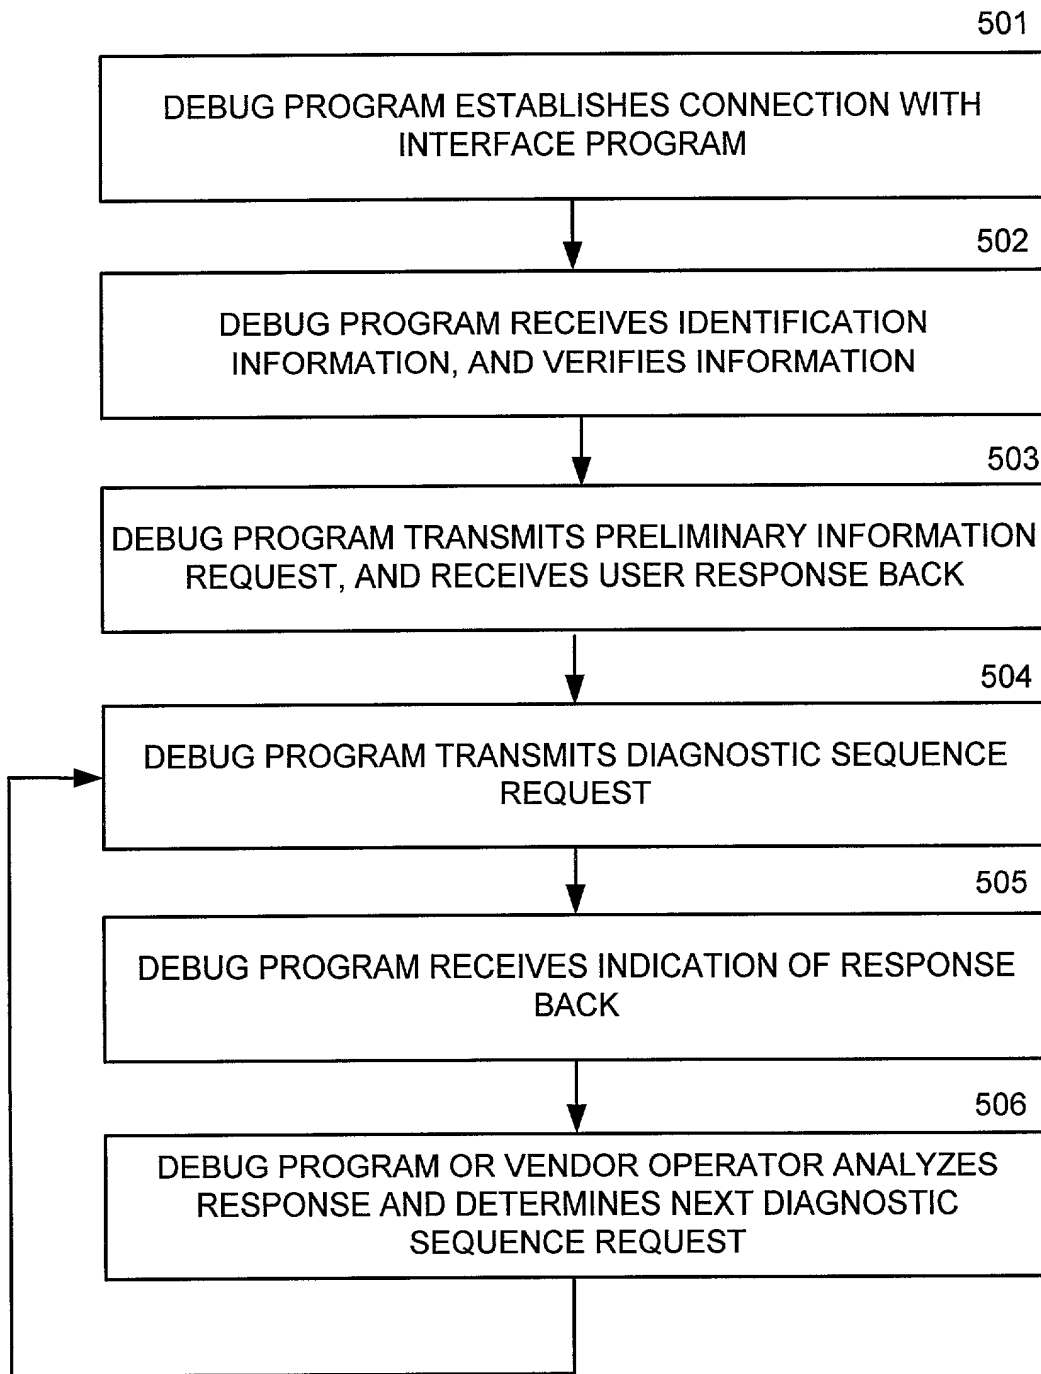 501
DEBUG PROGRAM ESTABLISHES CONNECTION WITH
INTERFACE PROGRAM
502
DEBUG PROGRAM RECEIVES IDENTIFICATION
INFORMATION, AND VERIFIES INFORMATION
503
DEBUG PROGRAM TRANSMITS PRELIMINARY INFORMATION
REQUEST, AND RECEIVES USER RESPONSE BACK
504
DEBUG PROGRAM TRANSMITS DIAGNOSTIC SEQUENCE
REQUEST
505
DEBUG PROGRAM RECEIVES INDICATION OF RESPONSE
BACK
506
DEBUG PROGRAM OR VENDOR OPERATOR ANALYZES
RESPONSE AND DETERMINES NEXT DIAGNOSTIC
SEQUENCE REQUEST